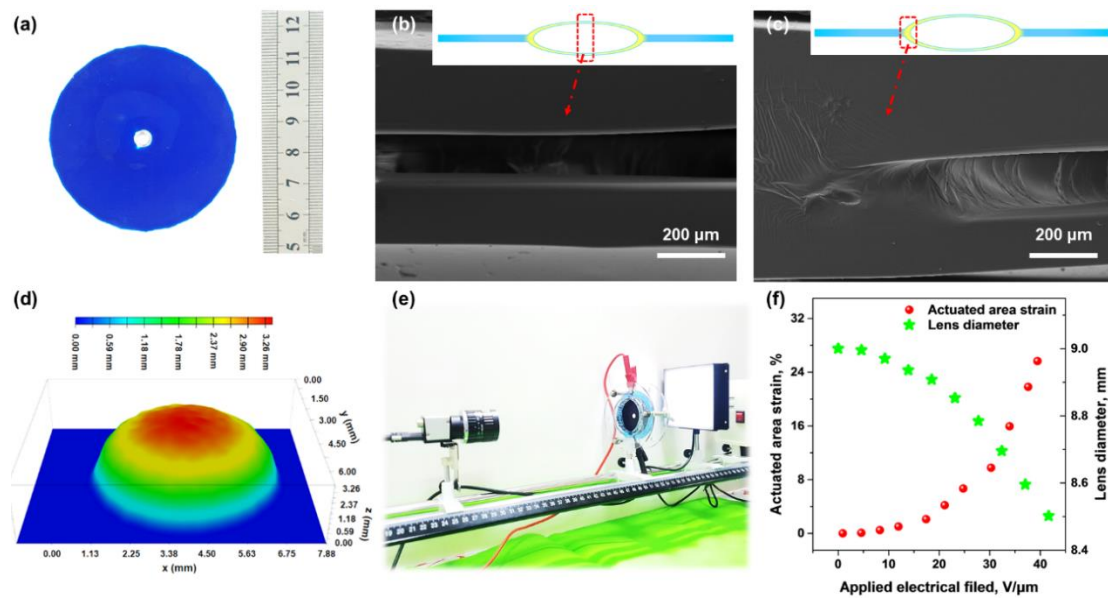 (a)
12
11
10
9
8
7
6
5
(b)
200 µm
(c)
200 µm
(d)
0.00 mm
0.59 mm
1.18 mm
1.78 mm
2.37 mm
2.90 mm
3.26 mm
0.00
1.50
3.00
4.50
6.00
y (mm)
3.26
2.37
1.18
0.59
0.00
z (mm)
0.00 1.13 2.25 3.38 4.50 5.63 6.75 7.88
x (mm)
(e)
(f)
Actuated area strain
Lens diameter
32
24
16
8
0
Actuated area strain, %
9.0
8.8
8.6
8.4
Lens diameter, mm
0 10 20 30 40
Applied electrical filed, V/µm